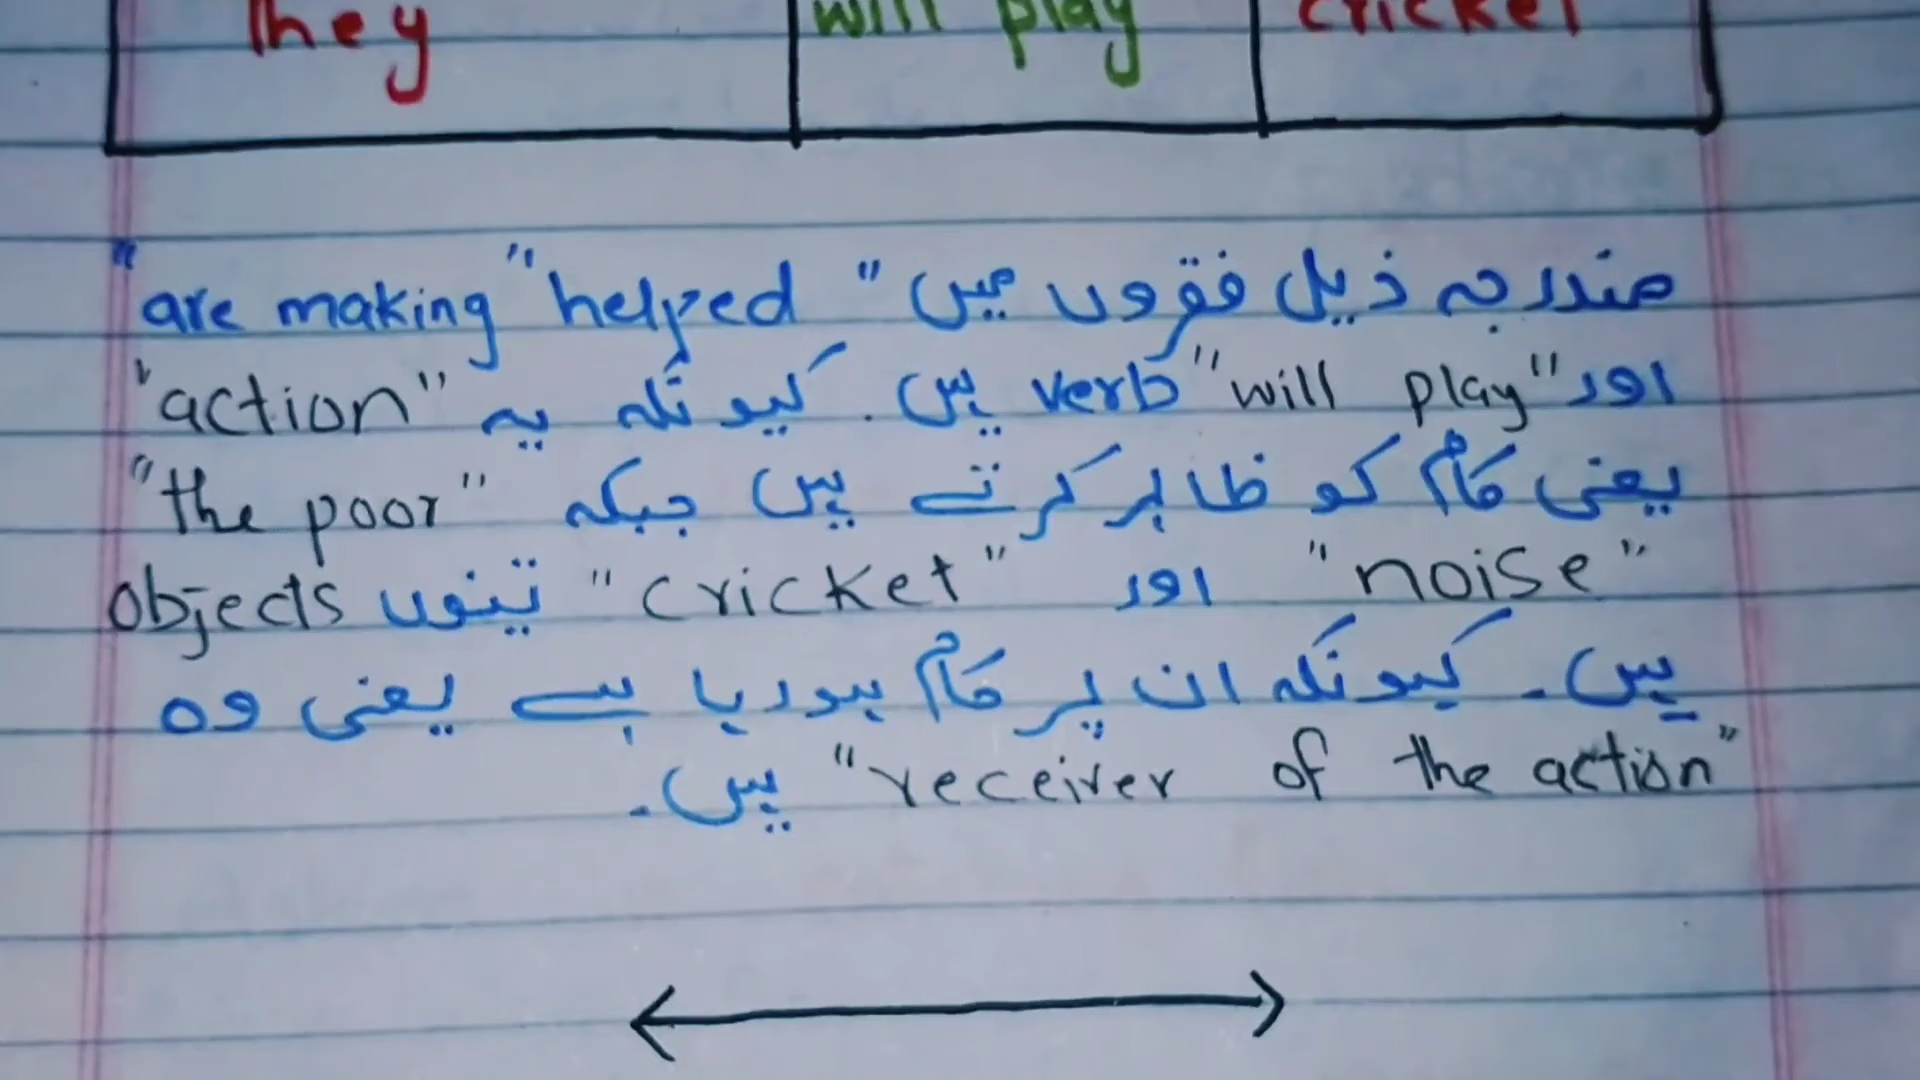 They will play cricket
مندرجہ ذیل فقروں میں "helped" "are making"
اور "will play" verb ہیں. کیونکہ یہ "action"
یعنی کام کو ظاہر کرتے ہیں جبکہ "the poor"
"noise" اور "cricket" تینوں objects
ہیں۔ کیونکہ ان پر کام ہو رہا ہے یعنی وہ
"receiver of the action" ہیں۔